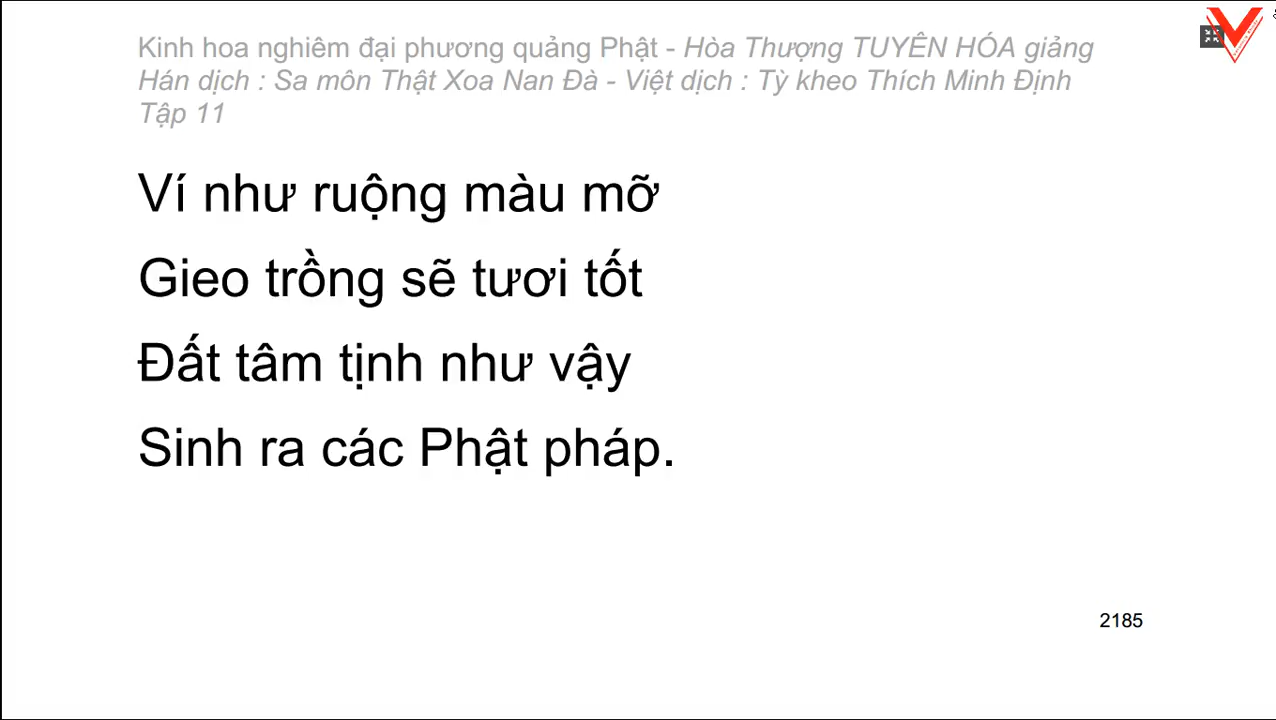 Kinh hoa nghiêm đại phương quảng Phật - Hòa Thượng TUYÊN HÓA giảng
Hán dịch : Sa môn Thật Xoa Nan Đà - Việt dịch : Tỳ kheo Thích Minh Định
Tập 11
Ví như ruộng màu mỡ
Gieo trồng sẽ tươi tốt
Đất tâm tịnh như vậy
Sinh ra các Phật pháp.
2185